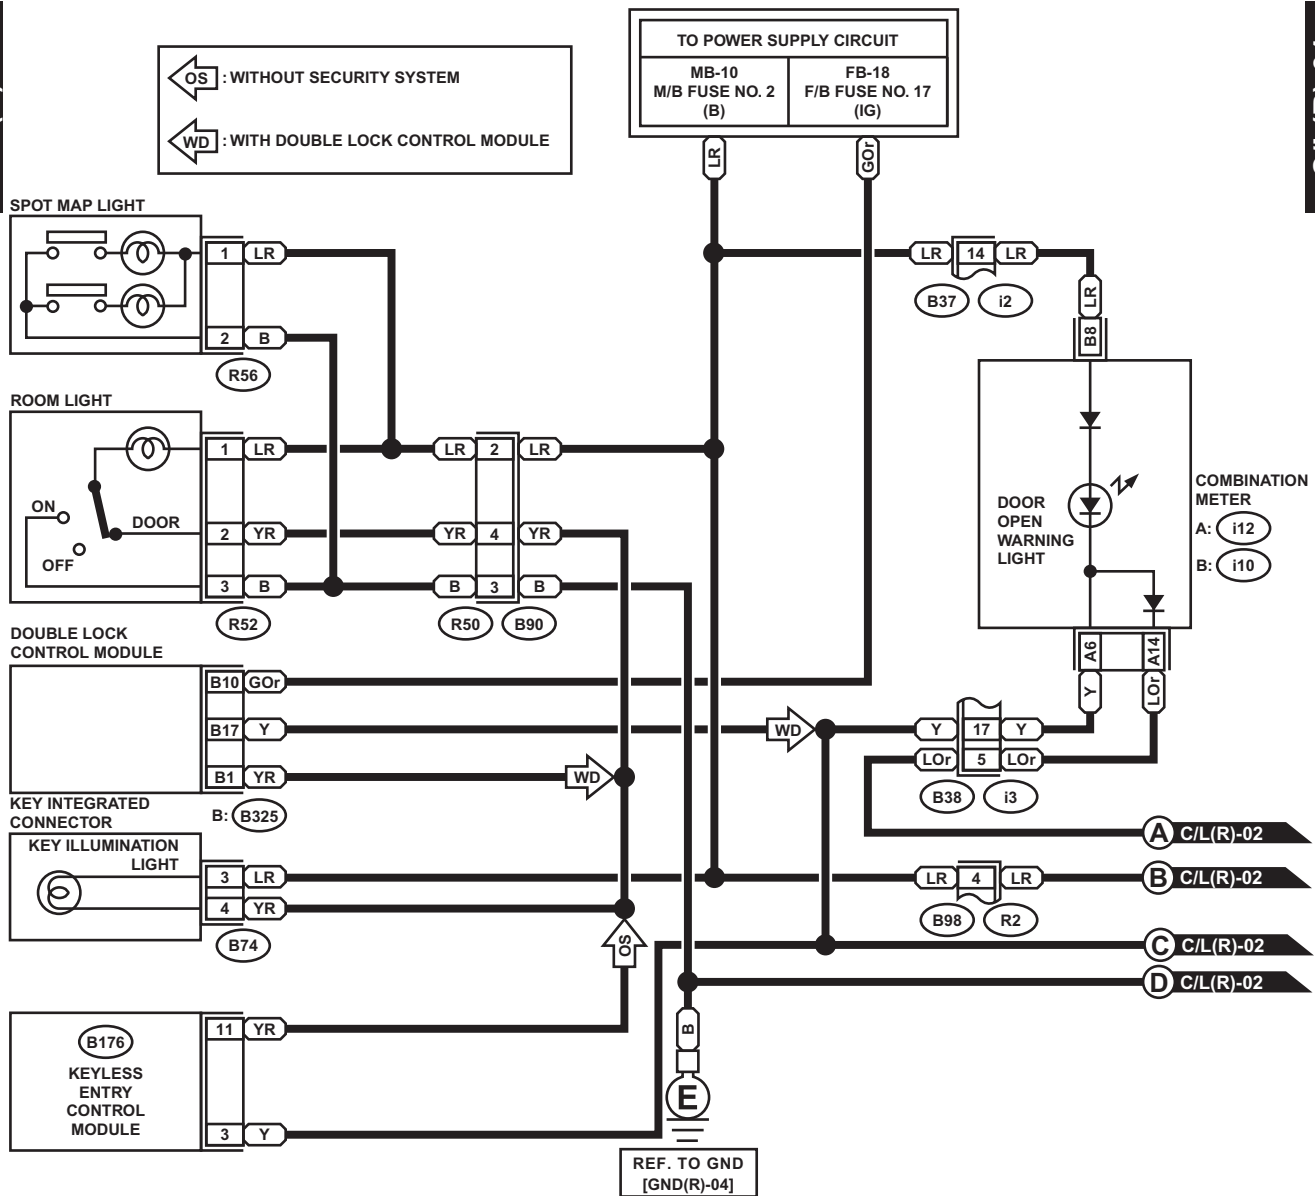 TO POWER SUPPLY CIRCUIT
MB-10
M/B FUSE NO. 2
(B)
FB-18
F/B FUSE NO. 17
(IG)
OS : WITHOUT SECURITY SYSTEM
WD : WITH DOUBLE LOCK CONTROL MODULE
LR
GOr
SPOT MAP LIGHT
1 LR
2 B
R56
LR 14 LR
B37 i2
LR
B8
ROOM LIGHT
ON
DOOR
OFF
1 LR
2 YR
3 B
R52
LR 2 LR
YR 4 YR
B 3 B
R50 B90
DOOR
OPEN
WARNING
LIGHT
COMBINATION
METER
A: i12
B: i10
A6 A14
Y LOr
DOUBLE LOCK
CONTROL MODULE
B10 GOr
B17 Y
B1 YR
B: B325
WD
WD
Y 17 Y
LOr 5 LOr
B38 i3
KEY INTEGRATED
CONNECTOR
KEY ILLUMINATION
LIGHT
3 LR
4 YR
B74
A C/L(R)-02
LR 4 LR
B C/L(R)-02
B98 R2
OS
C C/L(R)-02
D C/L(R)-02
B176
KEYLESS
ENTRY
CONTROL
MODULE
11 YR
3 Y
B
E
REF. TO GND
[GND(R)-04]